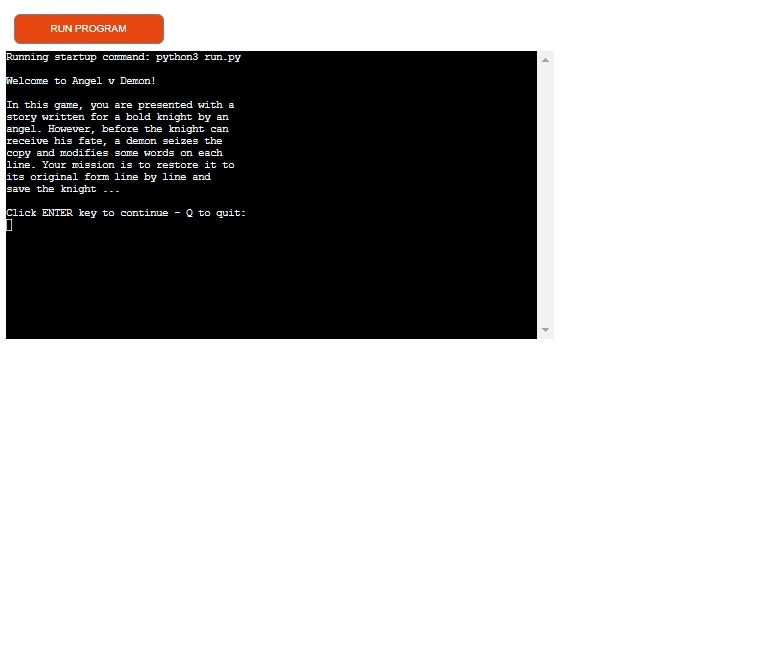 RUN PROGRAM
Running startup command: python3 run.py
Welcome to Angel v Demon!
In this game, you are presented with a
story written for a bold knight by an
angel. However, before the knight can
receive his fate, a demon seizes the
copy and modifies some words on each
line. Your mission is to restore it to
its original form line by line and
save the knight ...
Click ENTER key to continue - Q to quit: